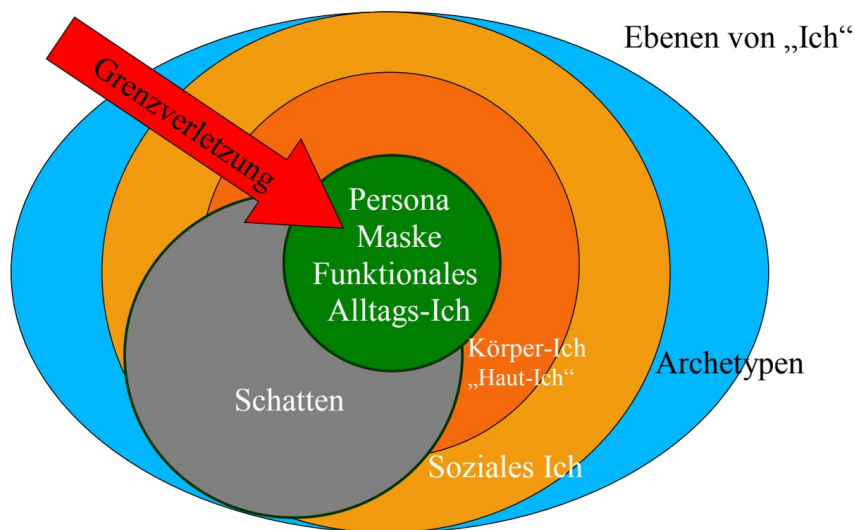 Ebenen von „Ich“
Grenzverletzung
Persona
Maske
Funktionales
Alltags-Ich
Körper-Ich
„Haut-Ich“
Archetypen
Schatten
Soziales Ich